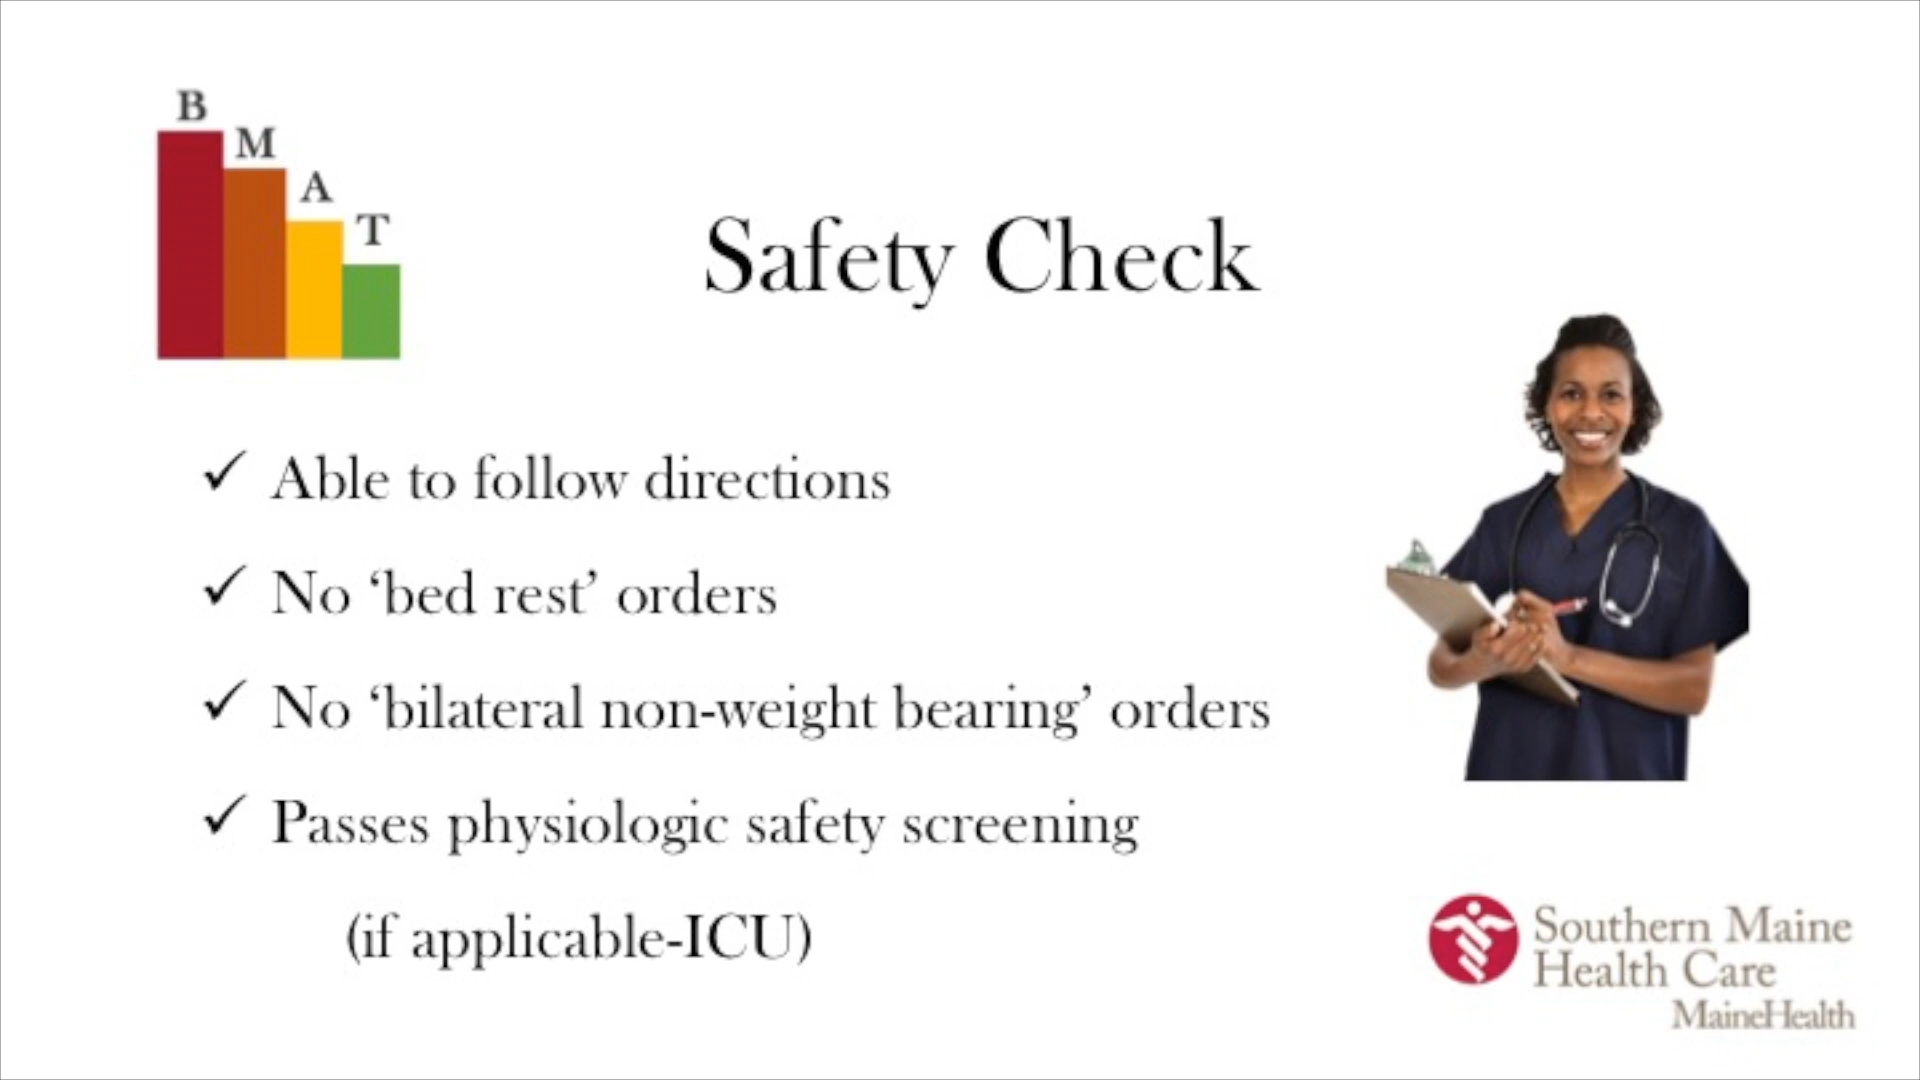 B
M
A
T
Safety Check
✓ Able to follow directions
✓ No ‘bed rest’ orders
✓ No ‘bilateral non-weight bearing’ orders
✓ Passes physiologic safety screening
(if applicable-ICU)
Southern Maine
Health Care
MaineHealth